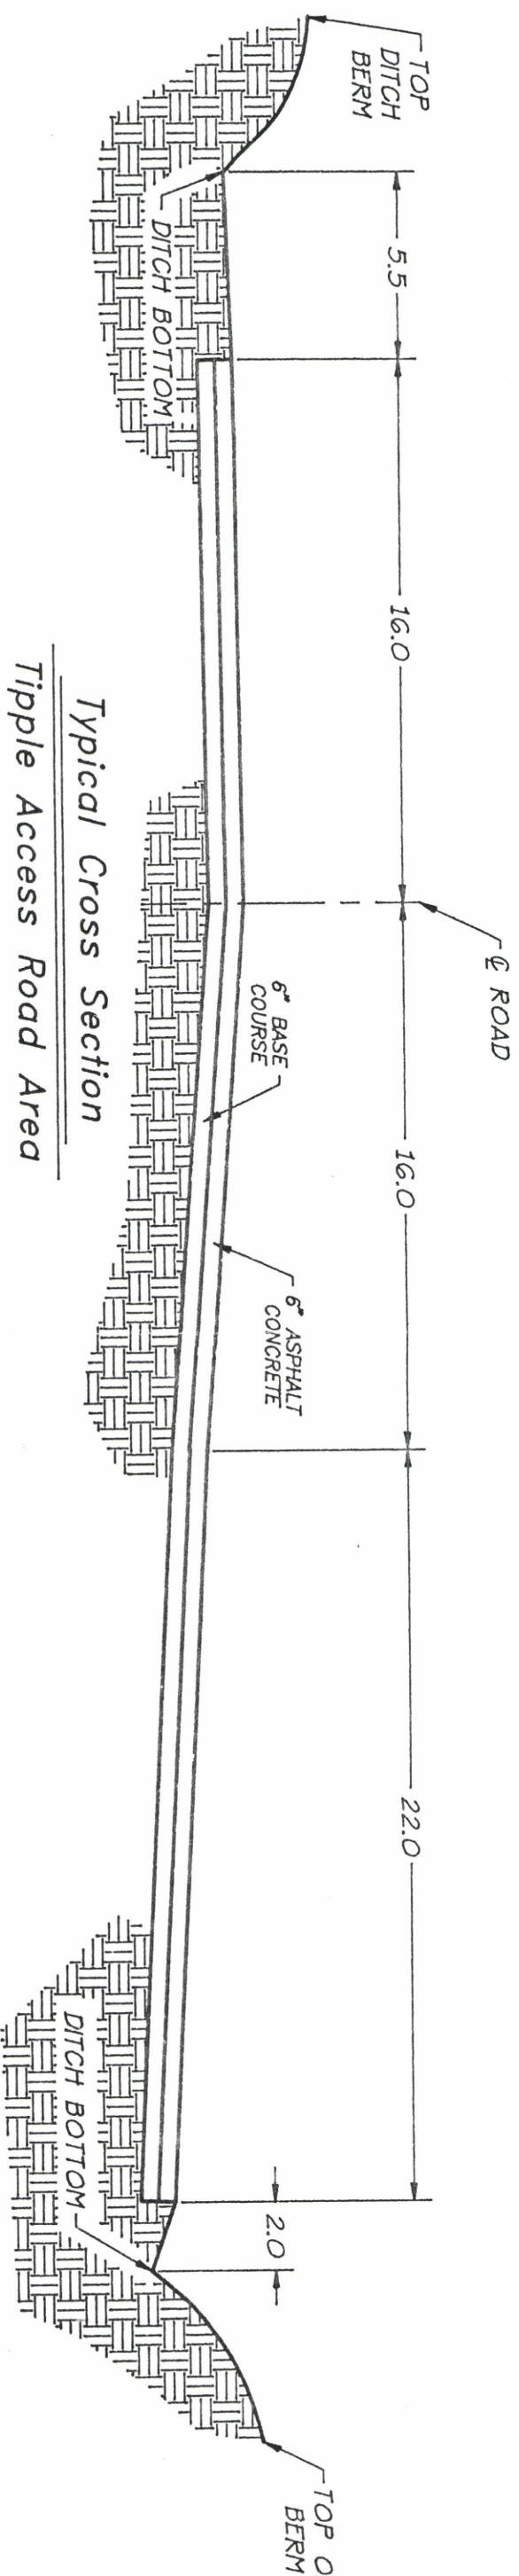 TOP
DITCH
BERM
5.5
16.0
℄ ROAD
16.0
22.0
2.0
TOP O
BERM
DITCH BOTTOM
6" BASE
COURSE
6" ASPHALT
CONCRETE
DITCH BOTTOM
Typical Cross Section
Tipple Access Road Area